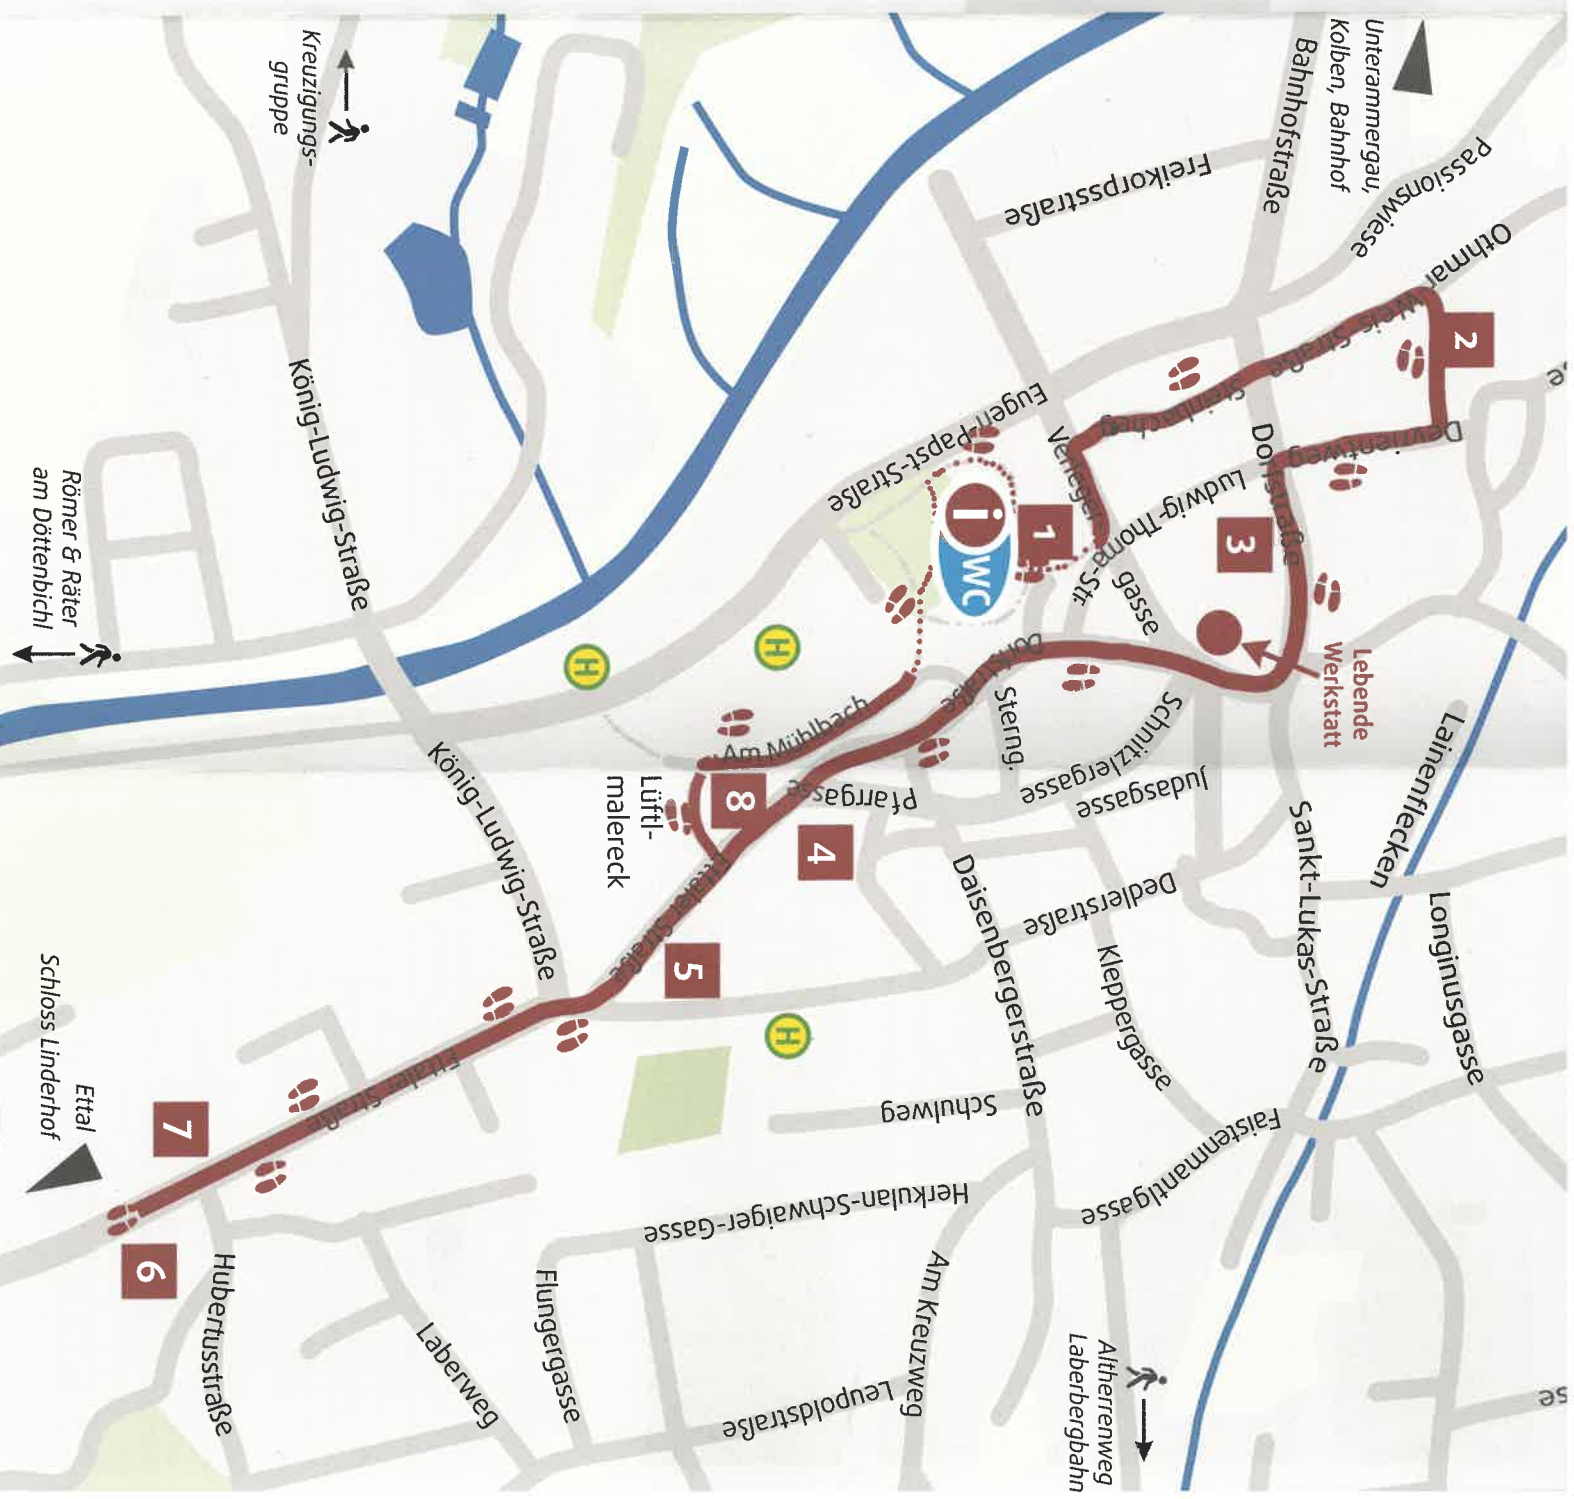 Unterammergau,
Kolben, Bahnhof
Kreuzigungs-
gruppe
Bahnhofstraße
Passionswiese
Freikorpsstraße
Othmar
Weis-Straße
2
König-Ludwig-Straße
Eugen-Papst-Straße
Steinbacheg
Verleger-
gasse
Dorfstraße
Devrientweg
Ludwig-Thoma-Str.
i
WC
1
3
Römer & Räter
am Döttenbichl
H
H
Lebende
Werkstatt
Dorfstraße
Sterng.
Schnitzlergasse
Judasgasse
Lainenflecken
Am Mühlbach
Pfarrgasse
König-Ludwig-Straße
Lüftl-
malereck
8
4
Sankt-Lukas-Straße
Daisenbergerstraße
Dedlerstraße
Longinusgasse
Ettaler Straße
5
Kleppergasse
H
Schloss Linderhof
Ettal
Ettaler Straße
Schulweg
Faistenmantlgasse
7
6
Herkulan-Schwaiger-Gasse
Hubertusstraße
Flungergasse
Am Kreuzweg
Laberweg
Leupoldstraße
Altherrenweg
Laberbergbahn
se